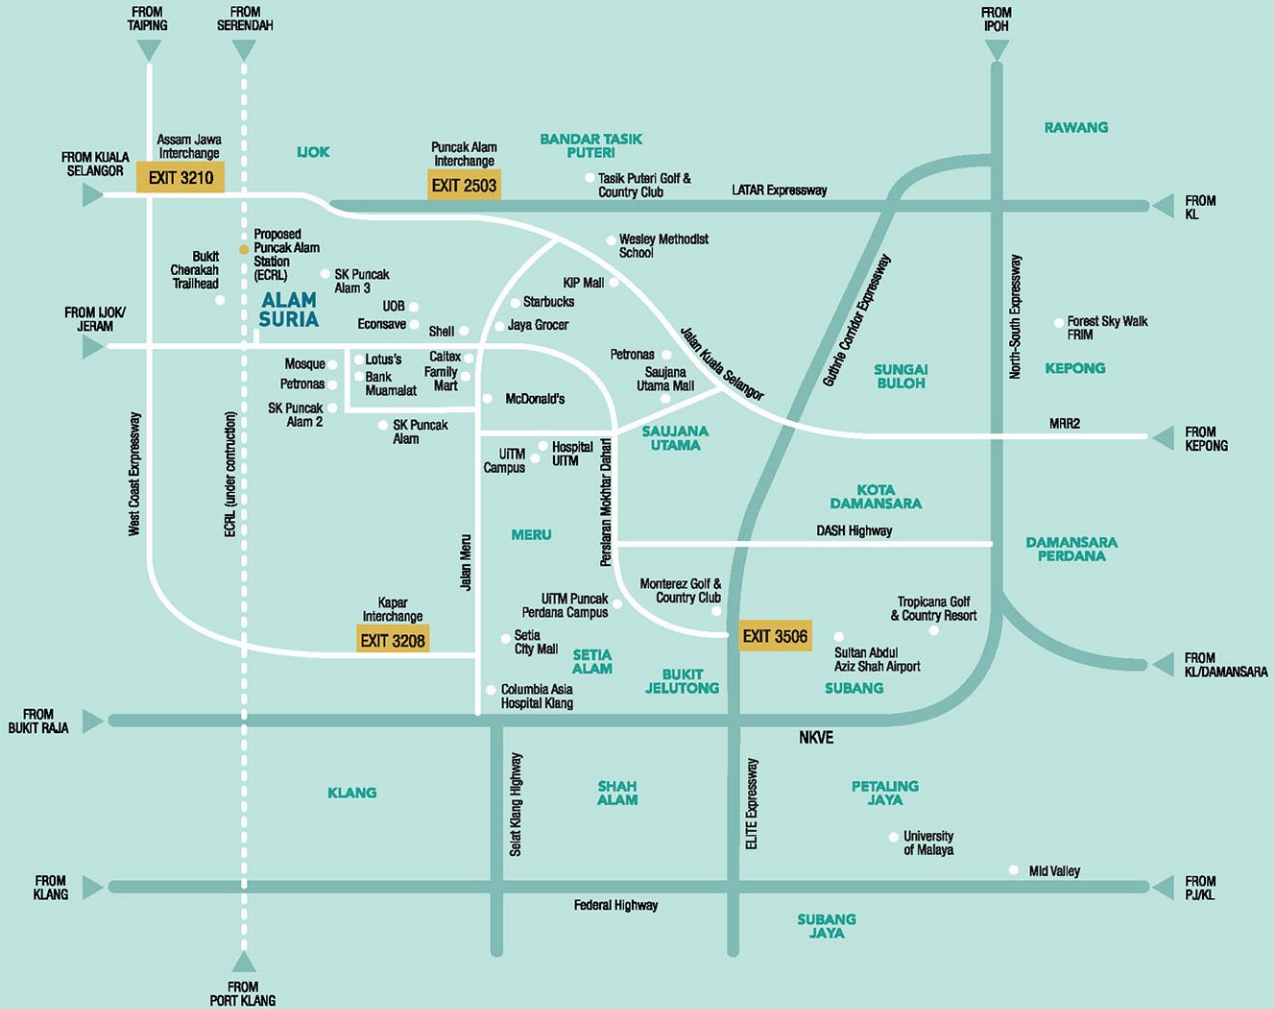 FROM
TAIPING
FROM
SERENDAH
FROM
IPOH
RAWANG
Assam Jawa
Interchange
EXIT 3210
IJOK
Puncak Alam
Interchange
EXIT 2503
BANDAR TASIK
PUTERI
Tasik Puteri Golf &
Country Club
LATAR Expressway
FROM KUALA
SELANGOR
FROM
KL
Proposed
Puncak Alam
Station
(ECRL)
Bukit
Cherakah
Trailhead
SK Puncak
Alam 3
Wesley Methodist
School
KIP Mall
ALAM
SURIA
UOB
Econsave
Shell
Starbucks
Jaya Grocer
FROM IJOK/
JERAM
Jalan Kuala Selangor
Guthrie Corridor Expressway
North-South Expressway
Forest Sky Walk
FRIM
KEPONG
SUNGAI
BULOH
Mosque
Petronas
SK Puncak
Alam 2
Lotus's
Bank
Muamalat
Caltex
Family
Mart
SK Puncak
Alam
McDonald's
Petronas
Saujana
Utama Mall
SAUJANA
UTAMA
MRR2
FROM
KEPONG
UiTM
Campus
Hospital
UiTM
West Coast Exrpressway
ECRL (under contruction)
Jalan Meru
Persiaran Mokhtar Dahari
MERU
KOTA
DAMANSARA
DASH Highway
DAMANSARA
PERDANA
Kapar
Interchange
EXIT 3208
UiTM Puncak
Perdana Campus
Monterez Golf &
Country Club
Tropicana Golf
& Country Resort
EXIT 3506
Setia
City Mall
SETIA
ALAM
Sultan Abdul
Aziz Shah Airport
BUKIT
JELUTONG
SUBANG
FROM
KL/DAMANSARA
Columbia Asia
Hospital Klang
FROM
BUKIT RAJA
NKVE
KLANG
Selat Klang Highway
SHAH
ALAM
ELITE Expressway
PETALING
JAYA
University
of Malaya
Mid Valley
FROM
KLANG
FROM
PJ/KL
Federal Highway
SUBANG
JAYA
FROM
PORT KLANG